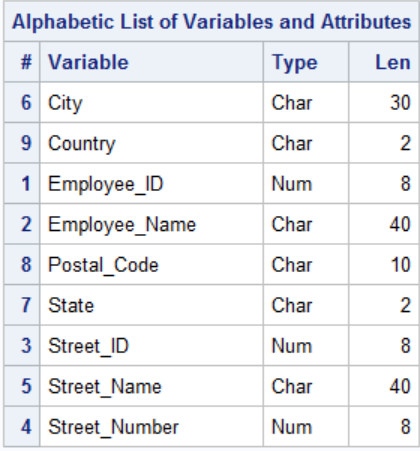 Alphabetic List of Variables and Attributes
# Variable Type Len
6 City Char 30
9 Country Char 2
1 Employee_ID Num 8
2 Employee_Name Char 40
8 Postal_Code Char 10
7 State Char 2
3 Street_ID Num 8
5 Street_Name Char 40
4 Street_Number Num 8